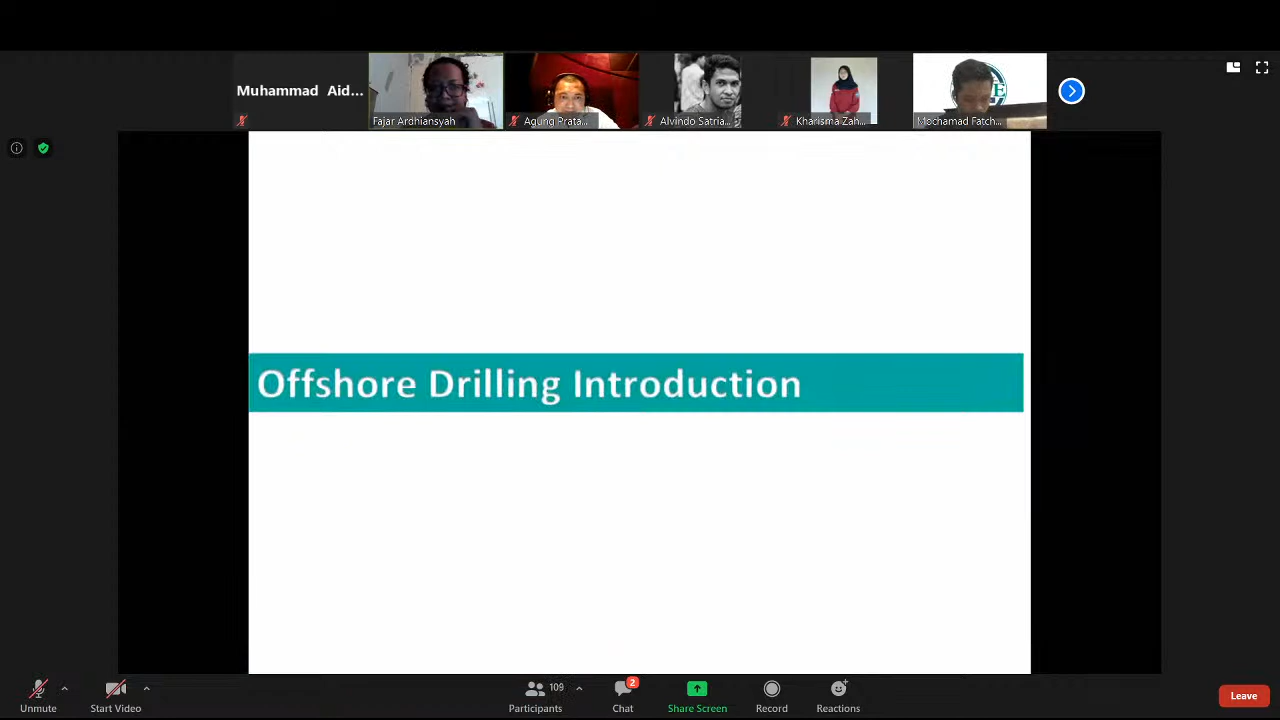 Muhammad Aid...
Fajar Ardhiansyah
Agung Prata...
Alvindo Satria...
Kharisma Zah...
Mochamad Fatch...
Offshore Drilling Introduction
Unmute
Start Video
109
Participants
2
Chat
Share Screen
Record
Reactions
Leave